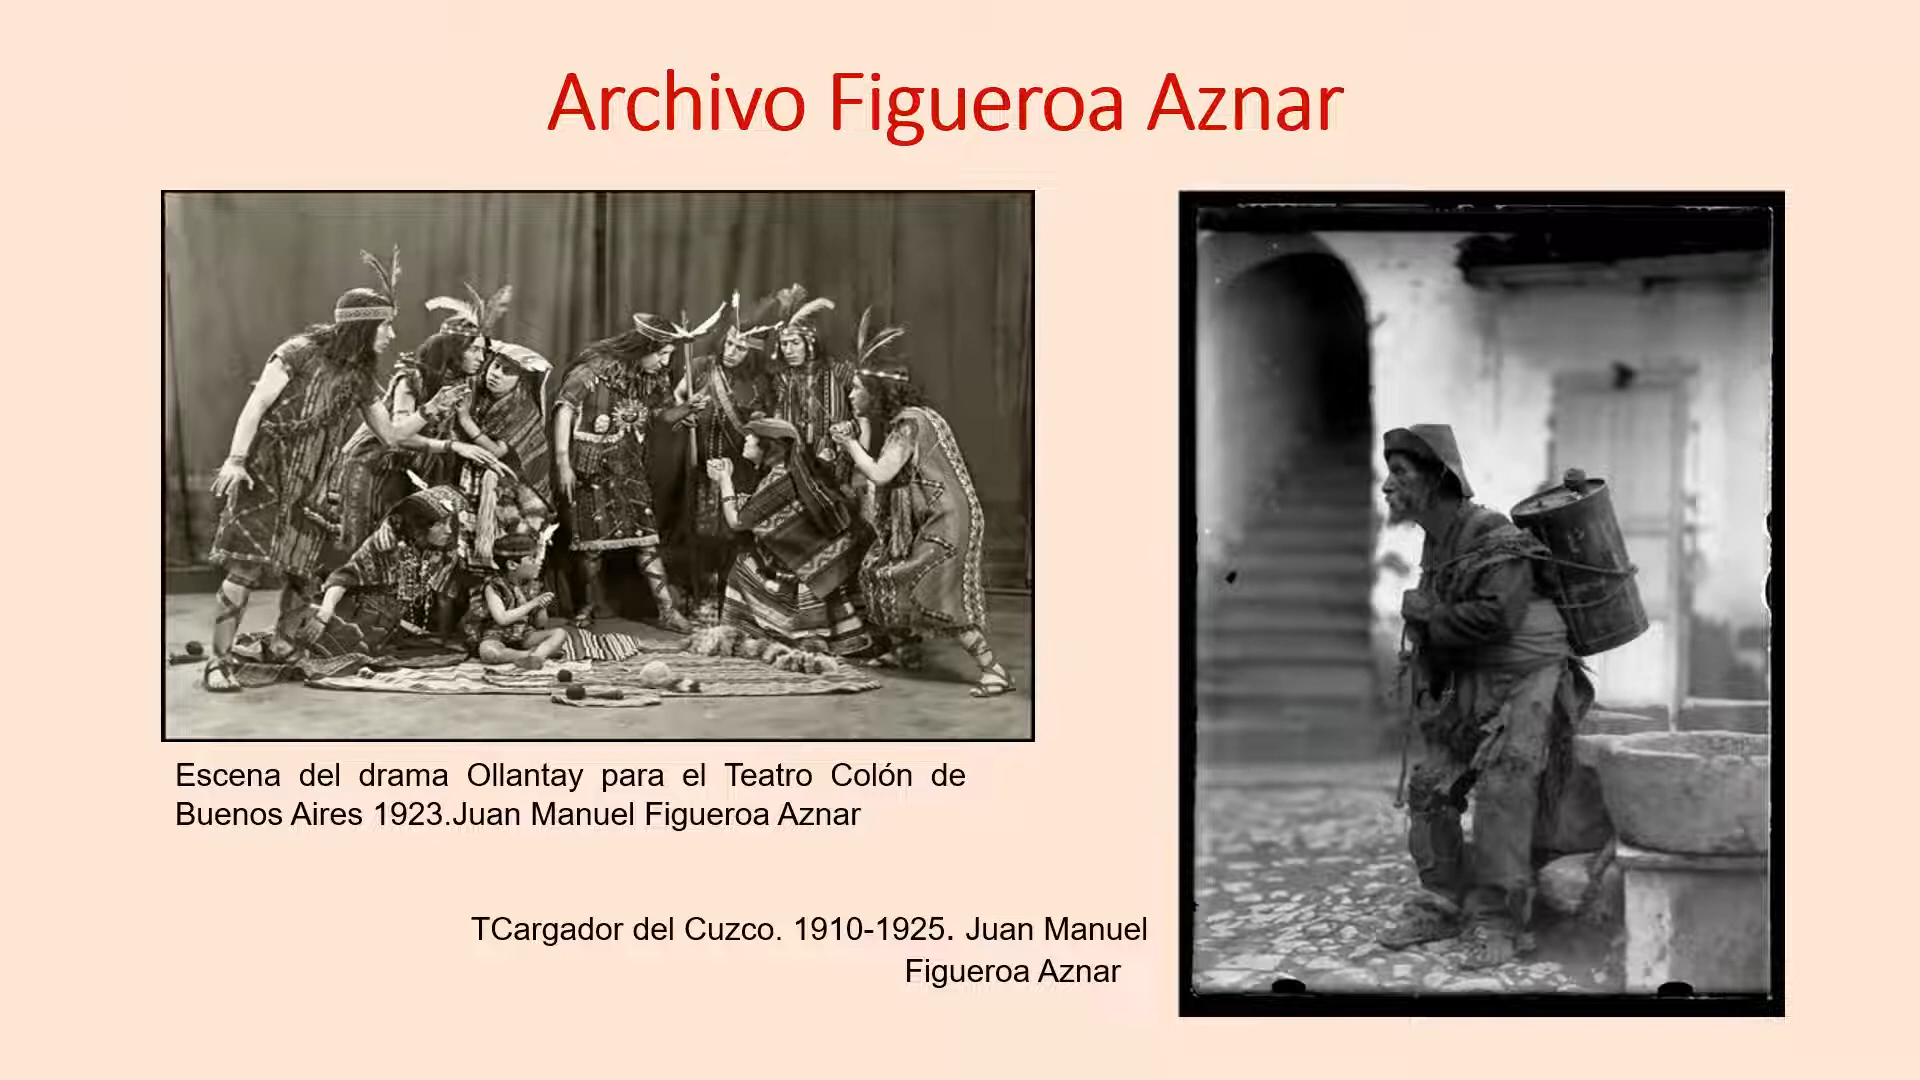 Archivo Figueroa Aznar
Escena del drama Ollantay para el Teatro Colón de
Buenos Aires 1923.Juan Manuel Figueroa Aznar
TCargador del Cuzco. 1910-1925. Juan Manuel
Figueroa Aznar